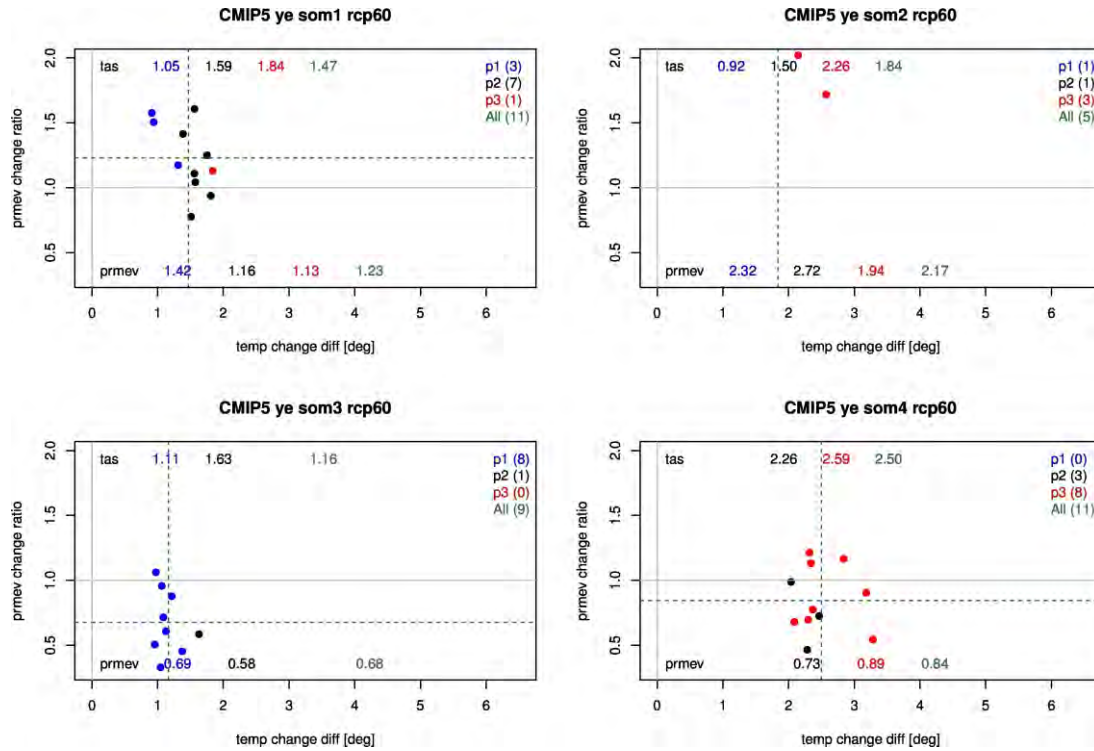 CMIP5 ye som1 rcp60
tas 1.05 1.59 1.84 1.47
p1 (3)
p2 (7)
p3 (1)
All (11)
prmev change ratio
2.0
1.5
1.0
0.5
prmev 1.42 1.16 1.13 1.23
0 1 2 3 4 5 6
temp change diff [deg]
CMIP5 ye som2 rcp60
tas 0.92 1.50 2.26 1.84
p1 (1)
p2 (1)
p3 (3)
All (5)
prmev change ratio
2.0
1.5
1.0
0.5
prmev 2.32 2.72 1.94 2.17
0 1 2 3 4 5 6
temp change diff [deg]
CMIP5 ye som3 rcp60
tas 1.11 1.63 1.16
p1 (8)
p2 (1)
p3 (0)
All (9)
prmev change ratio
2.0
1.5
1.0
0.5
prmev 0.69 0.58 0.68
0 1 2 3 4 5 6
temp change diff [deg]
CMIP5 ye som4 rcp60
tas 2.26 2.59 2.50
p1 (0)
p2 (3)
p3 (8)
All (11)
prmev change ratio
2.0
1.5
1.0
0.5
prmev 0.73 0.89 0.84
0 1 2 3 4 5 6
temp change diff [deg]